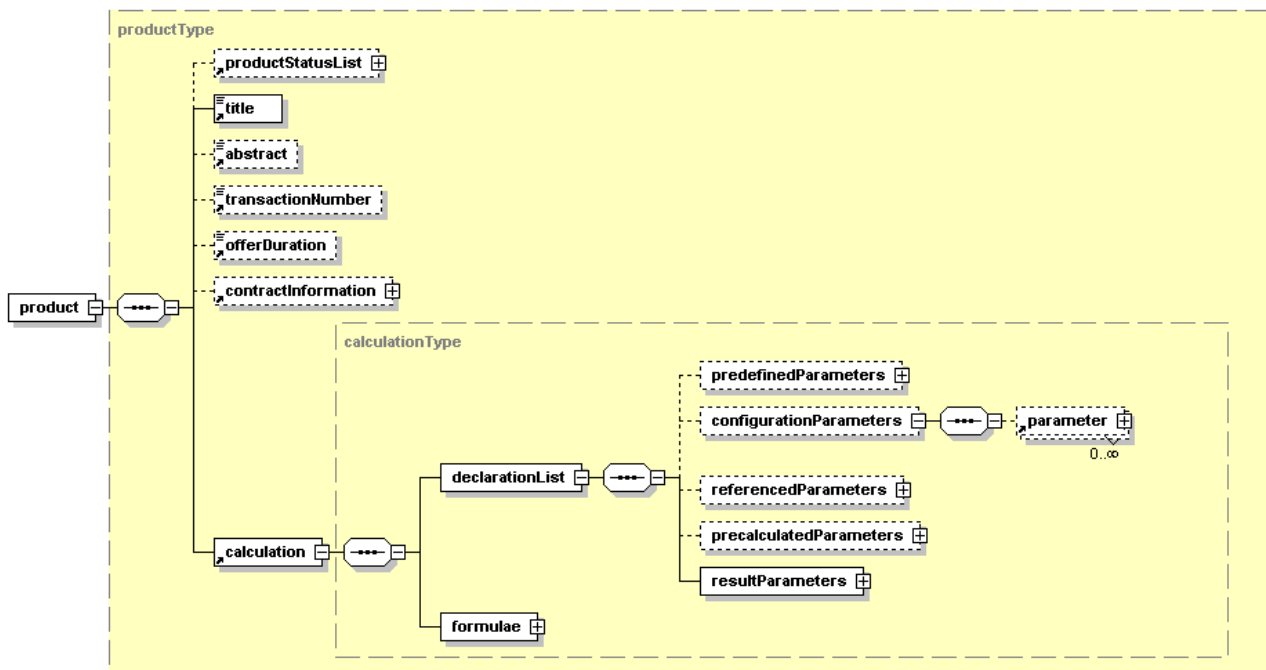 productType
productStatusList
title
abstract
transactionNumber
offerDuration
contractInformation
product
calculationType
predefinedParameters
configurationParameters
parameter
0..∞
declarationList
referencedParameters
precalculatedParameters
calculation
resultParameters
formulae